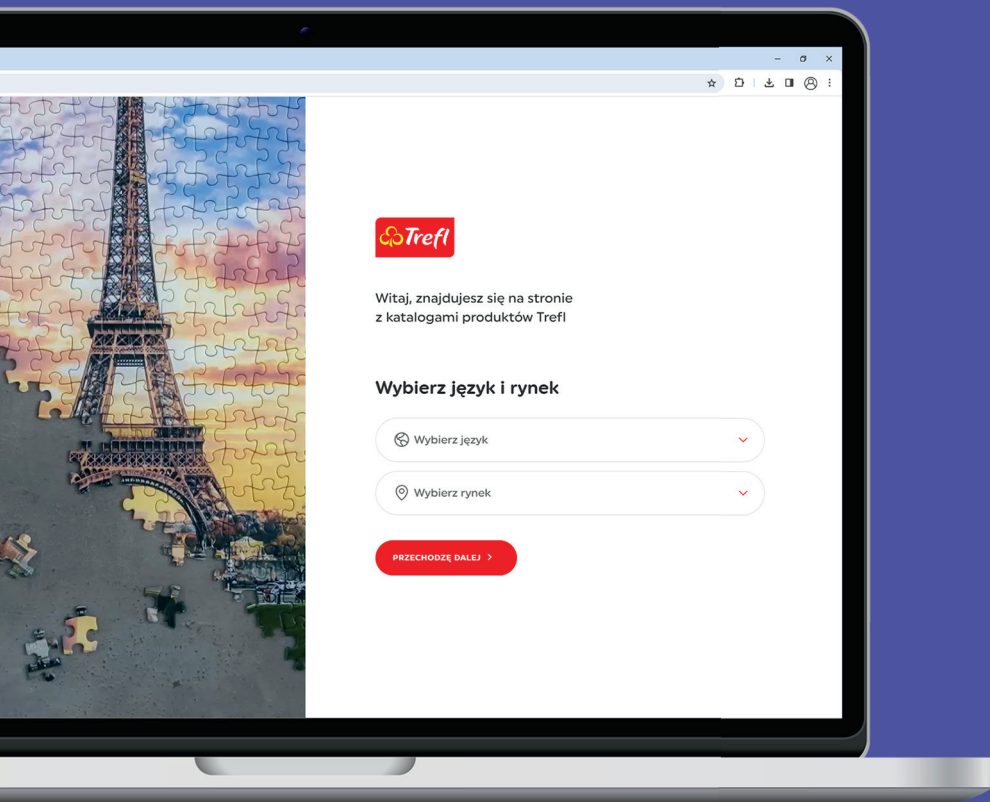 Trefl
Witaj, znajdujesz się na stronie
z katalogami produktów Trefl
Wybierz język i rynek
Wybierz język
Wybierz rynek
PRZECHODZĘ DALEJ